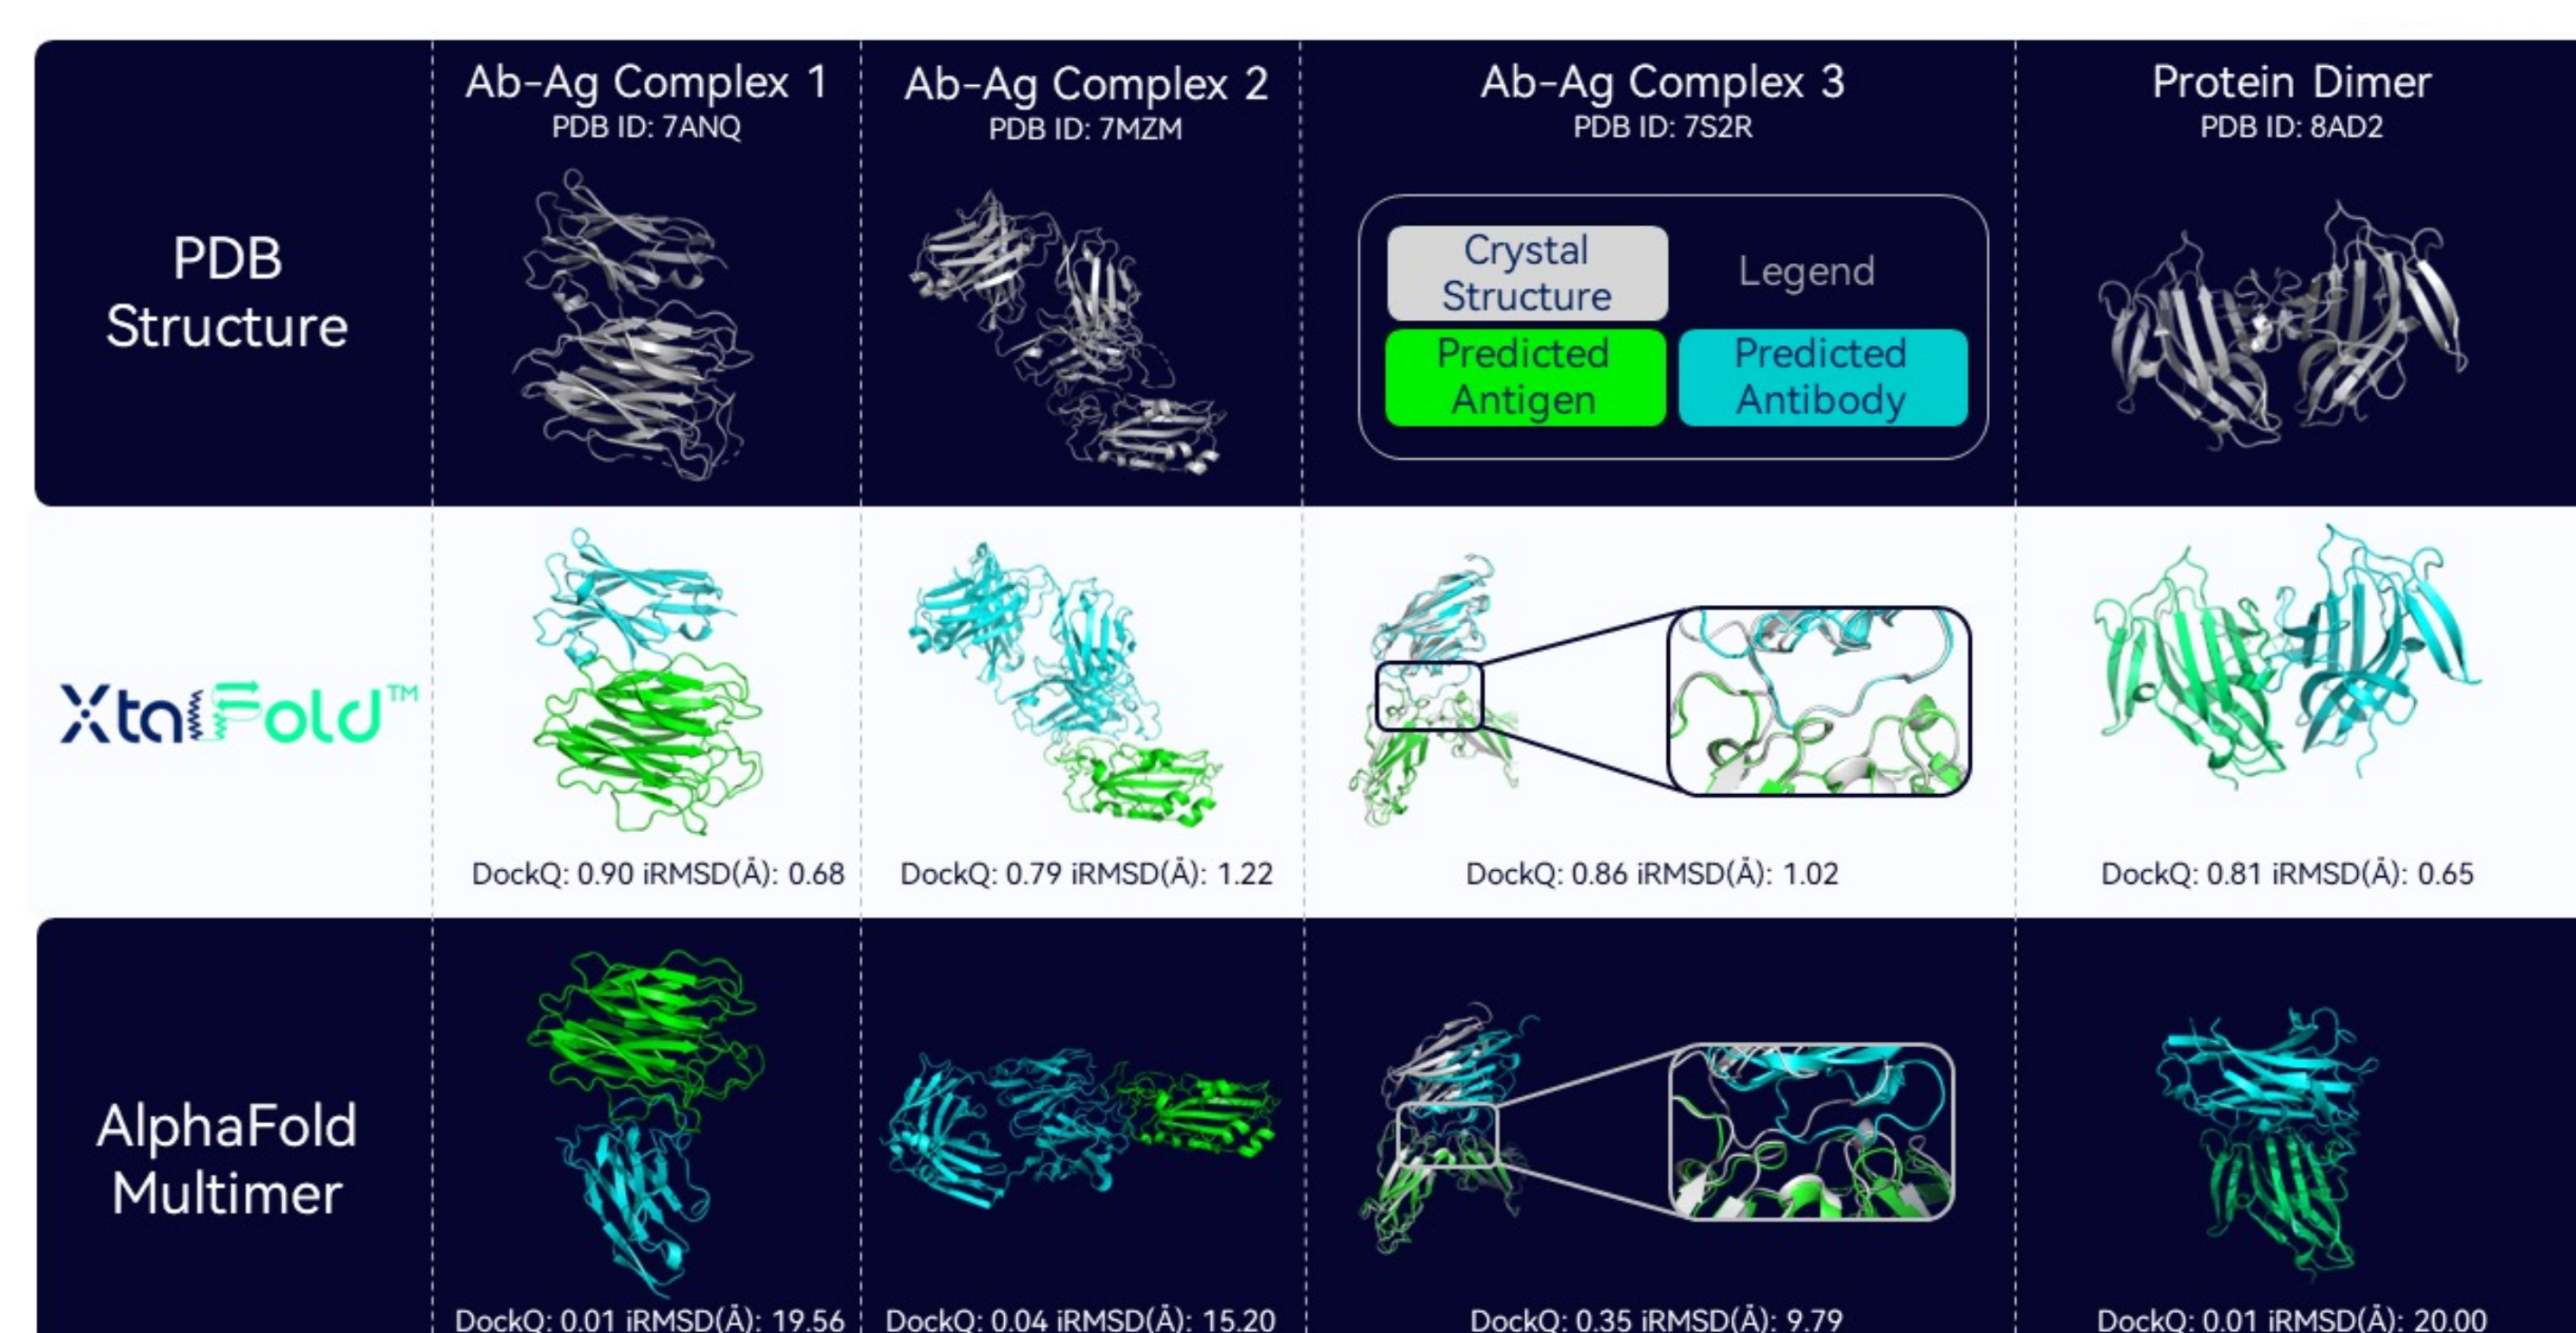 Ab-Ag Complex 1
PDB ID: 7ANQ
Ab-Ag Complex 2
PDB ID: 7MZM
Ab-Ag Complex 3
PDB ID: 7S2R
Protein Dimer
PDB ID: 8AD2
PDB
Structure
Crystal
Structure
Legend
Predicted
Antigen
Predicted
Antibody
XtalFold™
DockQ: 0.90 iRMSD(Å): 0.68
DockQ: 0.79 iRMSD(Å): 1.22
DockQ: 0.86 iRMSD(Å): 1.02
DockQ: 0.81 iRMSD(Å): 0.65
AlphaFold
Multimer
DockQ: 0.01 iRMSD(Å): 19.56
DockQ: 0.04 iRMSD(Å): 15.20
DockQ: 0.35 iRMSD(Å): 9.79
DockQ: 0.01 iRMSD(Å): 20.00